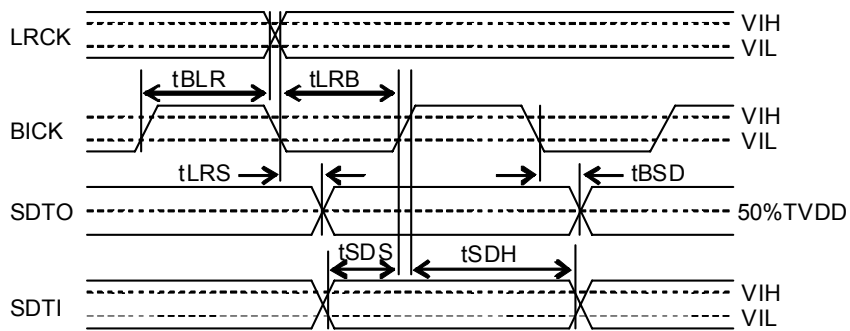 LRCK
VIH
VIL
tBLR
tLRB
BICK
VIH
VIL
tLRS
tBSD
SDTO
50%TVDD
tSDS
tSDH
SDTI
VIH
VIL